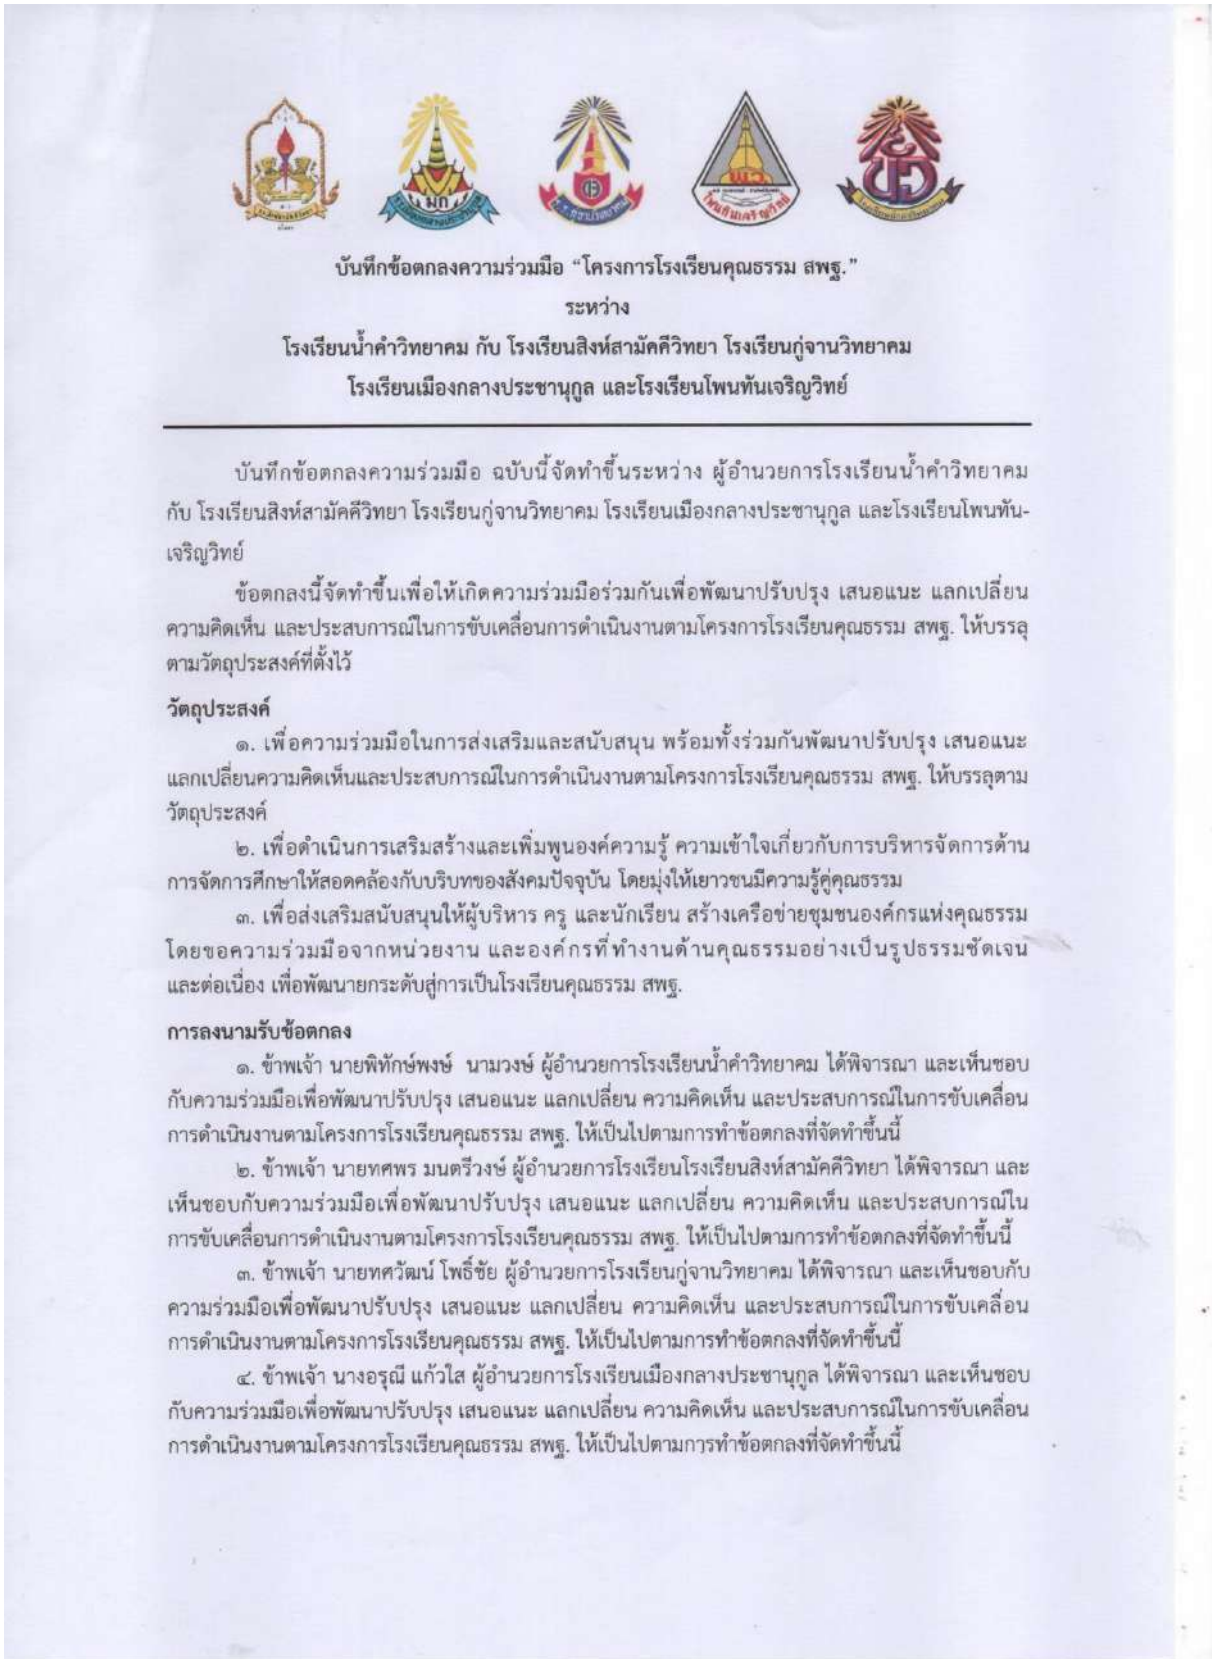 มก
พ.ว.
โพนทันเจริญวิทย์
บันทึกข้อตกลงความร่วมมือ “โครงการโรงเรียนคุณธรรม สพฐ.”
ระหว่าง
โรงเรียนน้ำคำวิทยาคม กับ โรงเรียนสิงห์สามัคคีวิทยา โรงเรียนกู่จานวิทยาคม
โรงเรียนเมืองกลางประชานุกูล และโรงเรียนโพนทันเจริญวิทย์
บันทึกข้อตกลงความร่วมมือ ฉบับนี้จัดทำขึ้นระหว่าง ผู้อำนวยการโรงเรียนน้ำคำวิทยาคม
กับ โรงเรียนสิงห์สามัคคีวิทยา โรงเรียนกู่จานวิทยาคม โรงเรียนเมืองกลางประชานุกูล และโรงเรียนโพนทัน-
เจริญวิทย์
ข้อตกลงนี้จัดทำขึ้นเพื่อให้เกิดความร่วมมือร่วมกันเพื่อพัฒนาปรับปรุง เสนอแนะ แลกเปลี่ยน
ความคิดเห็น และประสบการณ์ในการขับเคลื่อนการดำเนินงานตามโครงการโรงเรียนคุณธรรม สพฐ. ให้บรรลุ
ตามวัตถุประสงค์ที่ตั้งไว้
วัตถุประสงค์
๑. เพื่อความร่วมมือในการส่งเสริมและสนับสนุน พร้อมทั้งร่วมกันพัฒนาปรับปรุง เสนอแนะ
แลกเปลี่ยนความคิดเห็นและประสบการณ์ในการดำเนินงานตามโครงการโรงเรียนคุณธรรม สพฐ. ให้บรรลุตาม
วัตถุประสงค์
๒. เพื่อดำเนินการเสริมสร้างและเพิ่มพูนองค์ความรู้ ความเข้าใจเกี่ยวกับการบริหารจัดการด้าน
การจัดการศึกษาให้สอดคล้องกับบริบทของสังคมปัจจุบัน โดยมุ่งให้เยาวชนมีความรู้คู่คุณธรรม
๓. เพื่อส่งเสริมสนับสนุนให้ผู้บริหาร ครู และนักเรียน สร้างเครือข่ายชุมชนองค์กรแห่งคุณธรรม
โดยขอความร่วมมือจากหน่วยงาน และองค์กรที่ทำงานด้านคุณธรรมอย่างเป็นรูปธรรมชัดเจน
และต่อเนื่อง เพื่อพัฒนายกระดับสู่การเป็นโรงเรียนคุณธรรม สพฐ.
การลงนามรับข้อตกลง
๑. ข้าพเจ้า นายพิทักษ์พงษ์ นามวงษ์ ผู้อำนวยการโรงเรียนน้ำคำวิทยาคม ได้พิจารณา และเห็นชอบ
กับความร่วมมือเพื่อพัฒนาปรับปรุง เสนอแนะ แลกเปลี่ยน ความคิดเห็น และประสบการณ์ในการขับเคลื่อน
การดำเนินงานตามโครงการโรงเรียนคุณธรรม สพฐ. ให้เป็นไปตามการทำข้อตกลงที่จัดทำขึ้นนี้
๒. ข้าพเจ้า นายทศพร มนตรีวงษ์ ผู้อำนวยการโรงเรียนโรงเรียนสิงห์สามัคคีวิทยา ได้พิจารณา และ
เห็นชอบกับความร่วมมือเพื่อพัฒนาปรับปรุง เสนอแนะ แลกเปลี่ยน ความคิดเห็น และประสบการณ์ใน
การขับเคลื่อนการดำเนินงานตามโครงการโรงเรียนคุณธรรม สพฐ. ให้เป็นไปตามการทำข้อตกลงที่จัดทำขึ้นนี้
๓. ข้าพเจ้า นายทศวัฒน์ โพธิ์ชัย ผู้อำนวยการโรงเรียนกู่จานวิทยาคม ได้พิจารณา และเห็นชอบกับ
ความร่วมมือเพื่อพัฒนาปรับปรุง เสนอแนะ แลกเปลี่ยน ความคิดเห็น และประสบการณ์ในการขับเคลื่อน
การดำเนินงานตามโครงการโรงเรียนคุณธรรม สพฐ. ให้เป็นไปตามการทำข้อตกลงที่จัดทำขึ้นนี้
๔. ข้าพเจ้า นางอรุณี แก้วใส ผู้อำนวยการโรงเรียนเมืองกลางประชานุกูล ได้พิจารณา และเห็นชอบ
กับความร่วมมือเพื่อพัฒนาปรับปรุง เสนอแนะ แลกเปลี่ยน ความคิดเห็น และประสบการณ์ในการขับเคลื่อน
การดำเนินงานตามโครงการโรงเรียนคุณธรรม สพฐ. ให้เป็นไปตามการทำข้อตกลงที่จัดทำขึ้นนี้